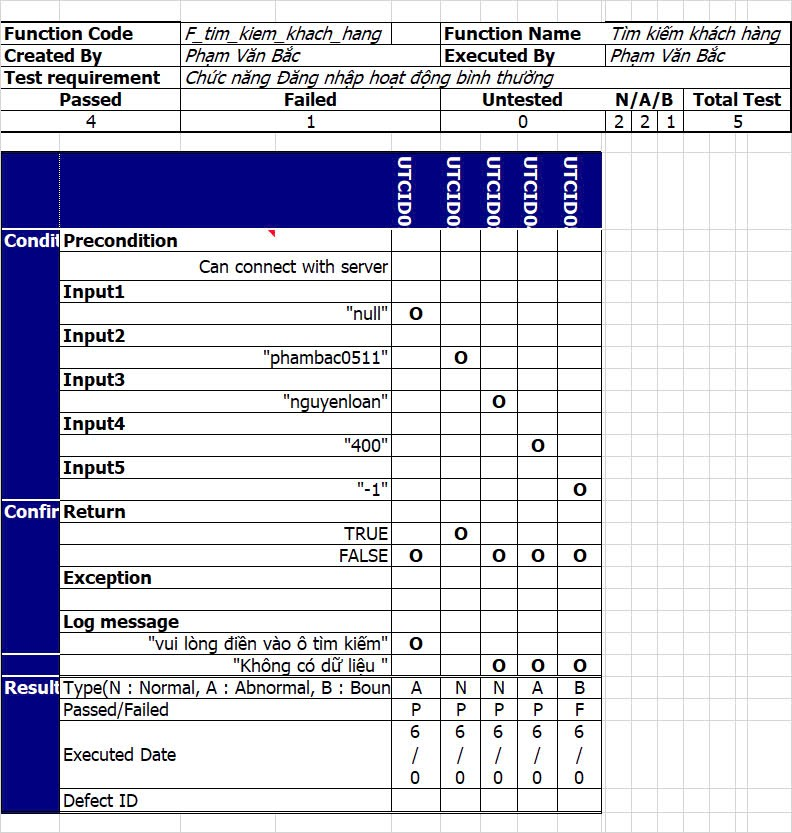 Function Code F_tim_kiem_khach_hang Function Name Tìm kiếm khách hàng
Created By Phạm Văn Bắc Executed By Phạm Văn Bắc
Test requirement Chức năng Đăng nhập hoạt động bình thường
Passed Failed Untested N/A/B Total Test
4 1 0 2 2 1 5
UTCID0 UTCID0 UTCID0 UTCID0 UTCID0
Condit Precondition
Can connect with server
Input1
"null" O
Input2
"phambac0511" O
Input3
"nguyenloan" O
Input4
"400" O
Input5
"-1" O
Confir Return
TRUE O
FALSE O O O O
Exception
Log message
"vui lòng điền vào ô tìm kiếm" O
"Không có dữ liệu " O O O
Result Type(N : Normal, A : Abnormal, B : Boun A N N A B
Passed/Failed P P P P F
Executed Date 6/0 6/0 6/0 6/0 6/0
Defect ID